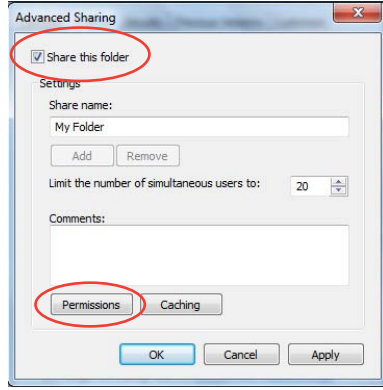 Advanced Sharing
Share this folder
Settings
Share name:
My Folder
Add Remove
Limit the number of simultaneous users to: 20
Comments:
Permissions Caching
OK Cancel Apply